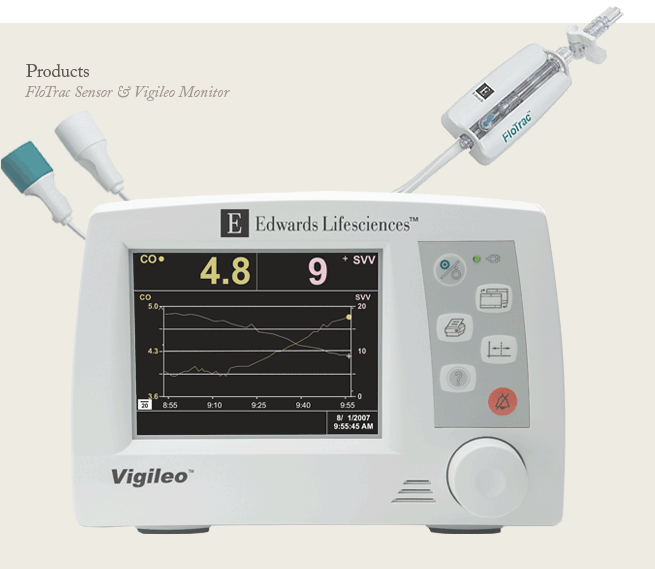 Products
FloTrac Sensor & Vigileo Monitor
E
FloTrac™
E Edwards Lifesciences™
CO 4.8 9 + SVV
CO SVV
5.0 20
4.3 10
3.6 0
20 8:55 9:10 9:25 9:40 9:55
8/ 1/2007
9:55:45 AM
?
Vigileo™